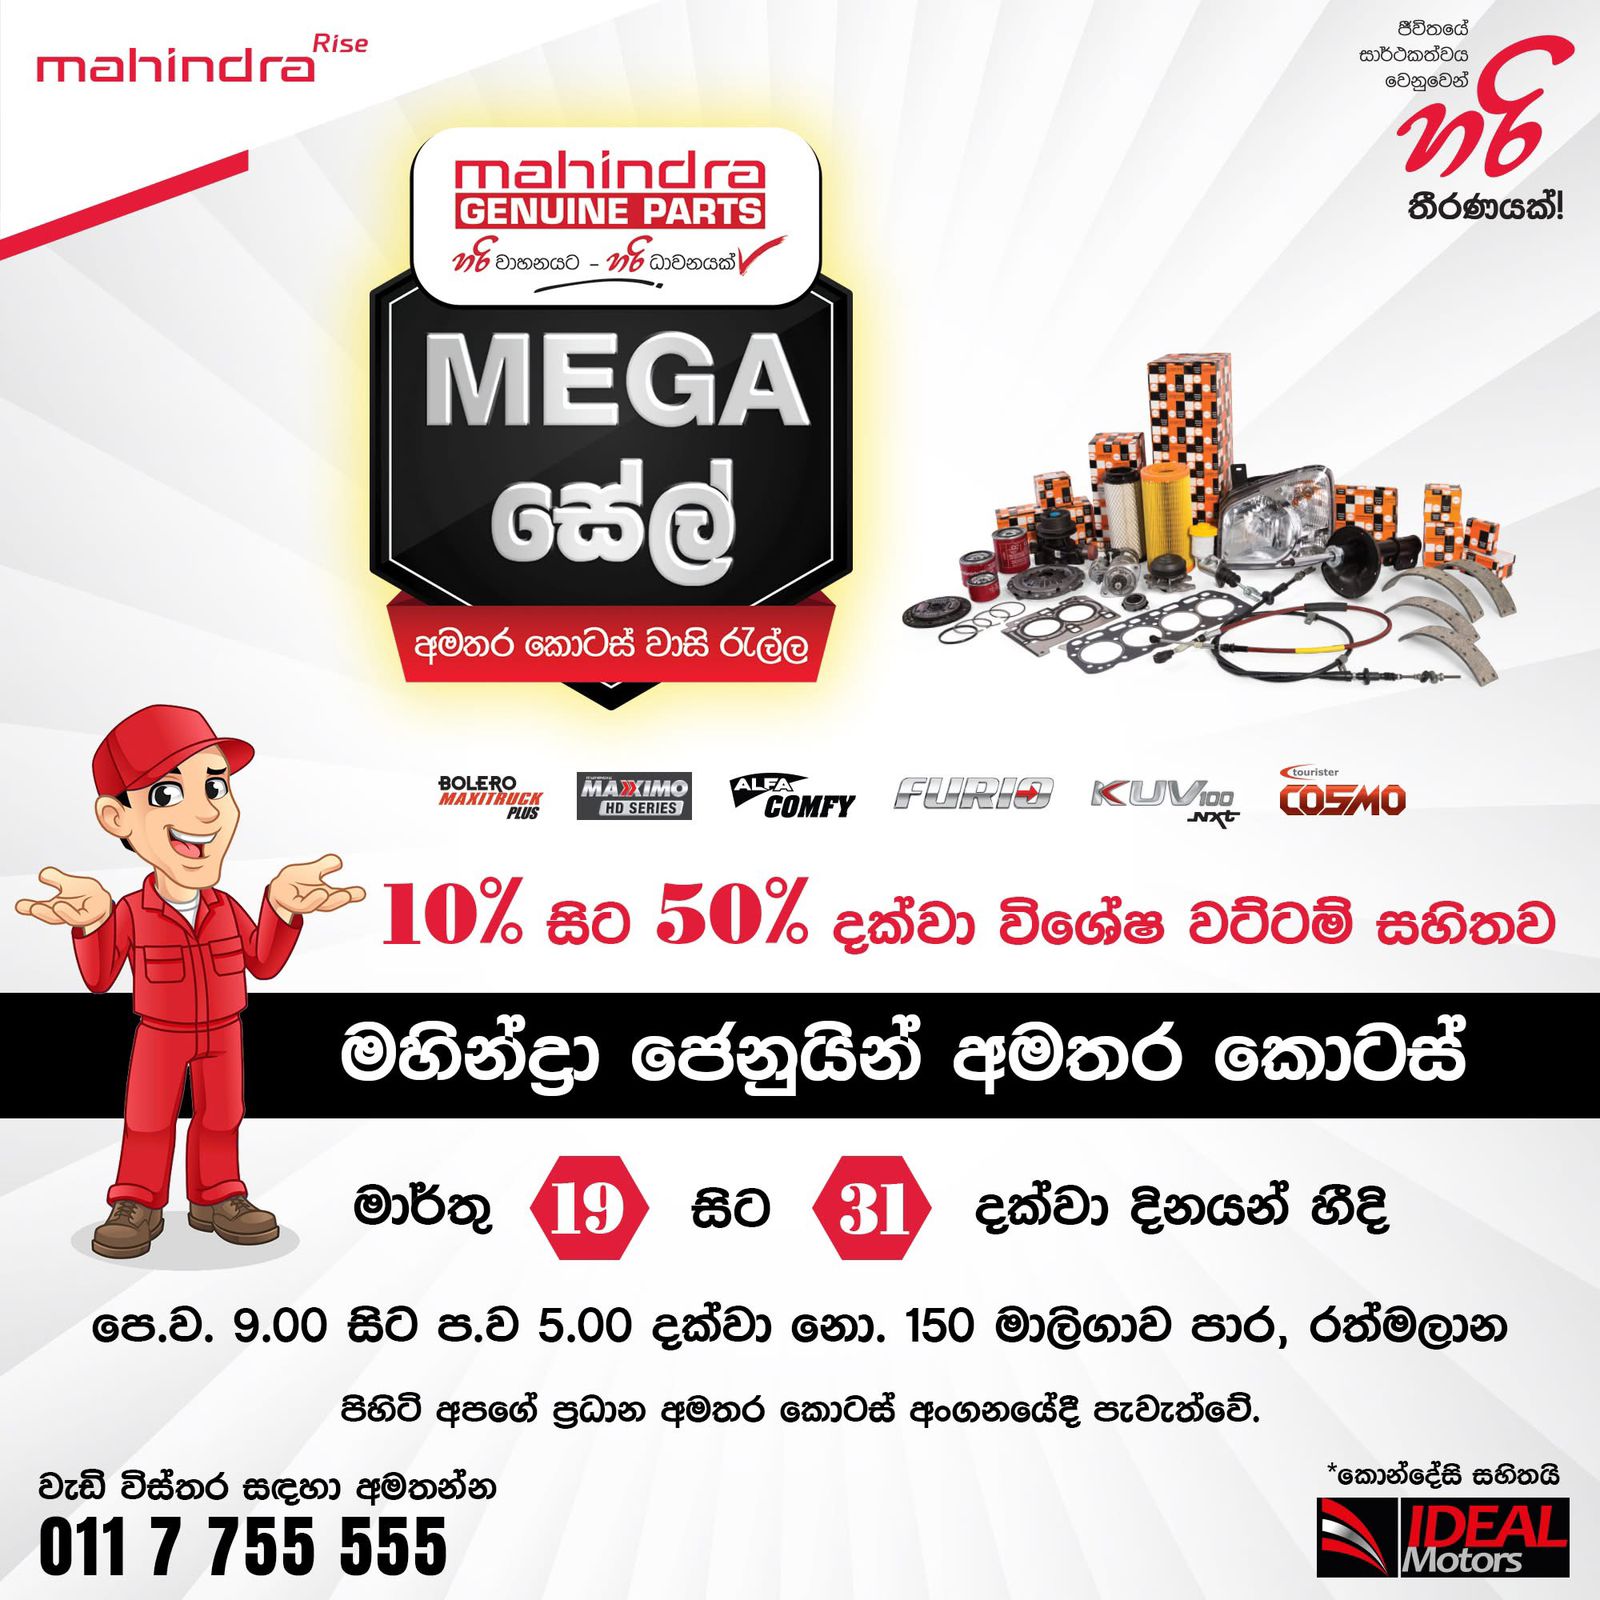 mahindra Rise
ජීවිතයේ
සාර්ථකත්වය
වෙනුවෙන්
හරි
තීරණයක්!
mahindra
GENUINE PARTS
හරි වාහනයට - හරි ධාවනයක්
MEGA
සේල්
අමතර කොටස් වාසි රැල්ල
BOLERO
MAXITRUCK
PLUS
MAXXIMO
HD SERIES
ALFA
COMFY
FURIO
KUV100
NXT
tourister
COSMO
10% සිට 50% දක්වා විශේෂ වට්ටම් සහිතව
මහින්ද්‍රා ජෙනුයින් අමතර කොටස්
මාර්තු 19 සිට 31 දක්වා දිනයන් හීදි
පෙ.ව. 9.00 සිට ප.ව 5.00 දක්වා නො. 150 මාලිගාව පාර, රත්මලාන
පිහිටි අපගේ ප්‍රධාන අමතර කොටස් අංගනයේදී පැවැත්වේ.
වැඩි විස්තර සඳහා අමතන්න
011 7 755 555
*කොන්දේසි සහිතයි
IDEAL
Motors